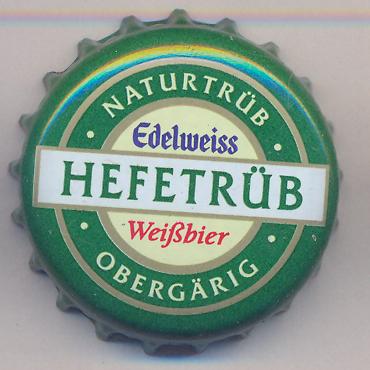 NATURTRÜB
Edelweiss
HEFETRÜB
Weißbier
OBERGÄRIG